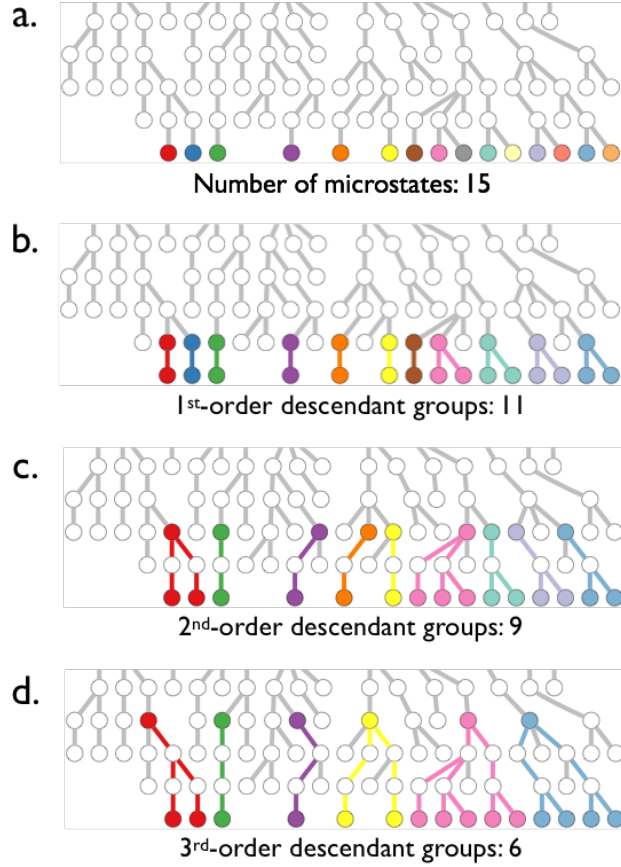 a.
Number of microstates: 15
b.
1st-order descendant groups: 11
c.
2nd-order descendant groups: 9
d.
3rd-order descendant groups: 6